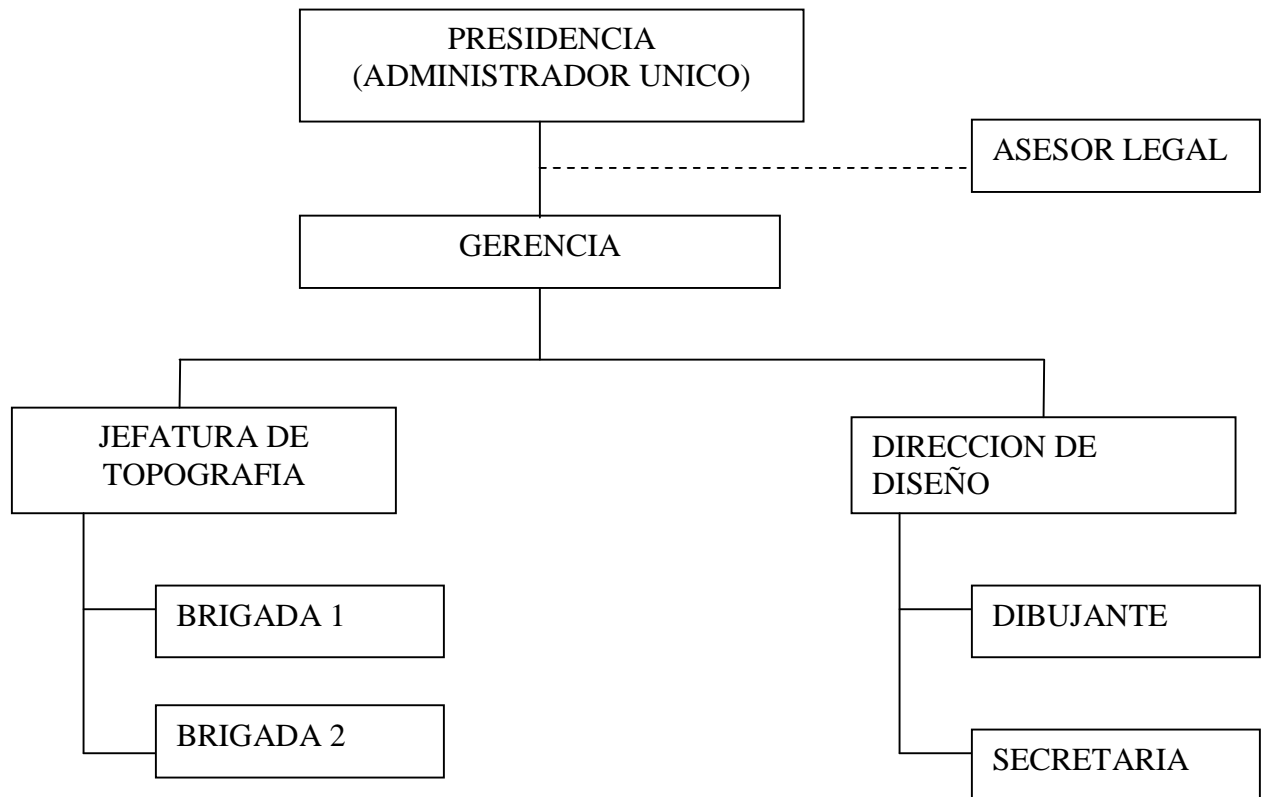 PRESIDENCIA
(ADMINISTRADOR UNICO)
ASESOR LEGAL
GERENCIA
JEFATURA DE
TOPOGRAFIA
DIRECCION DE
DISEÑO
BRIGADA 1
DIBUJANTE
BRIGADA 2
SECRETARIA